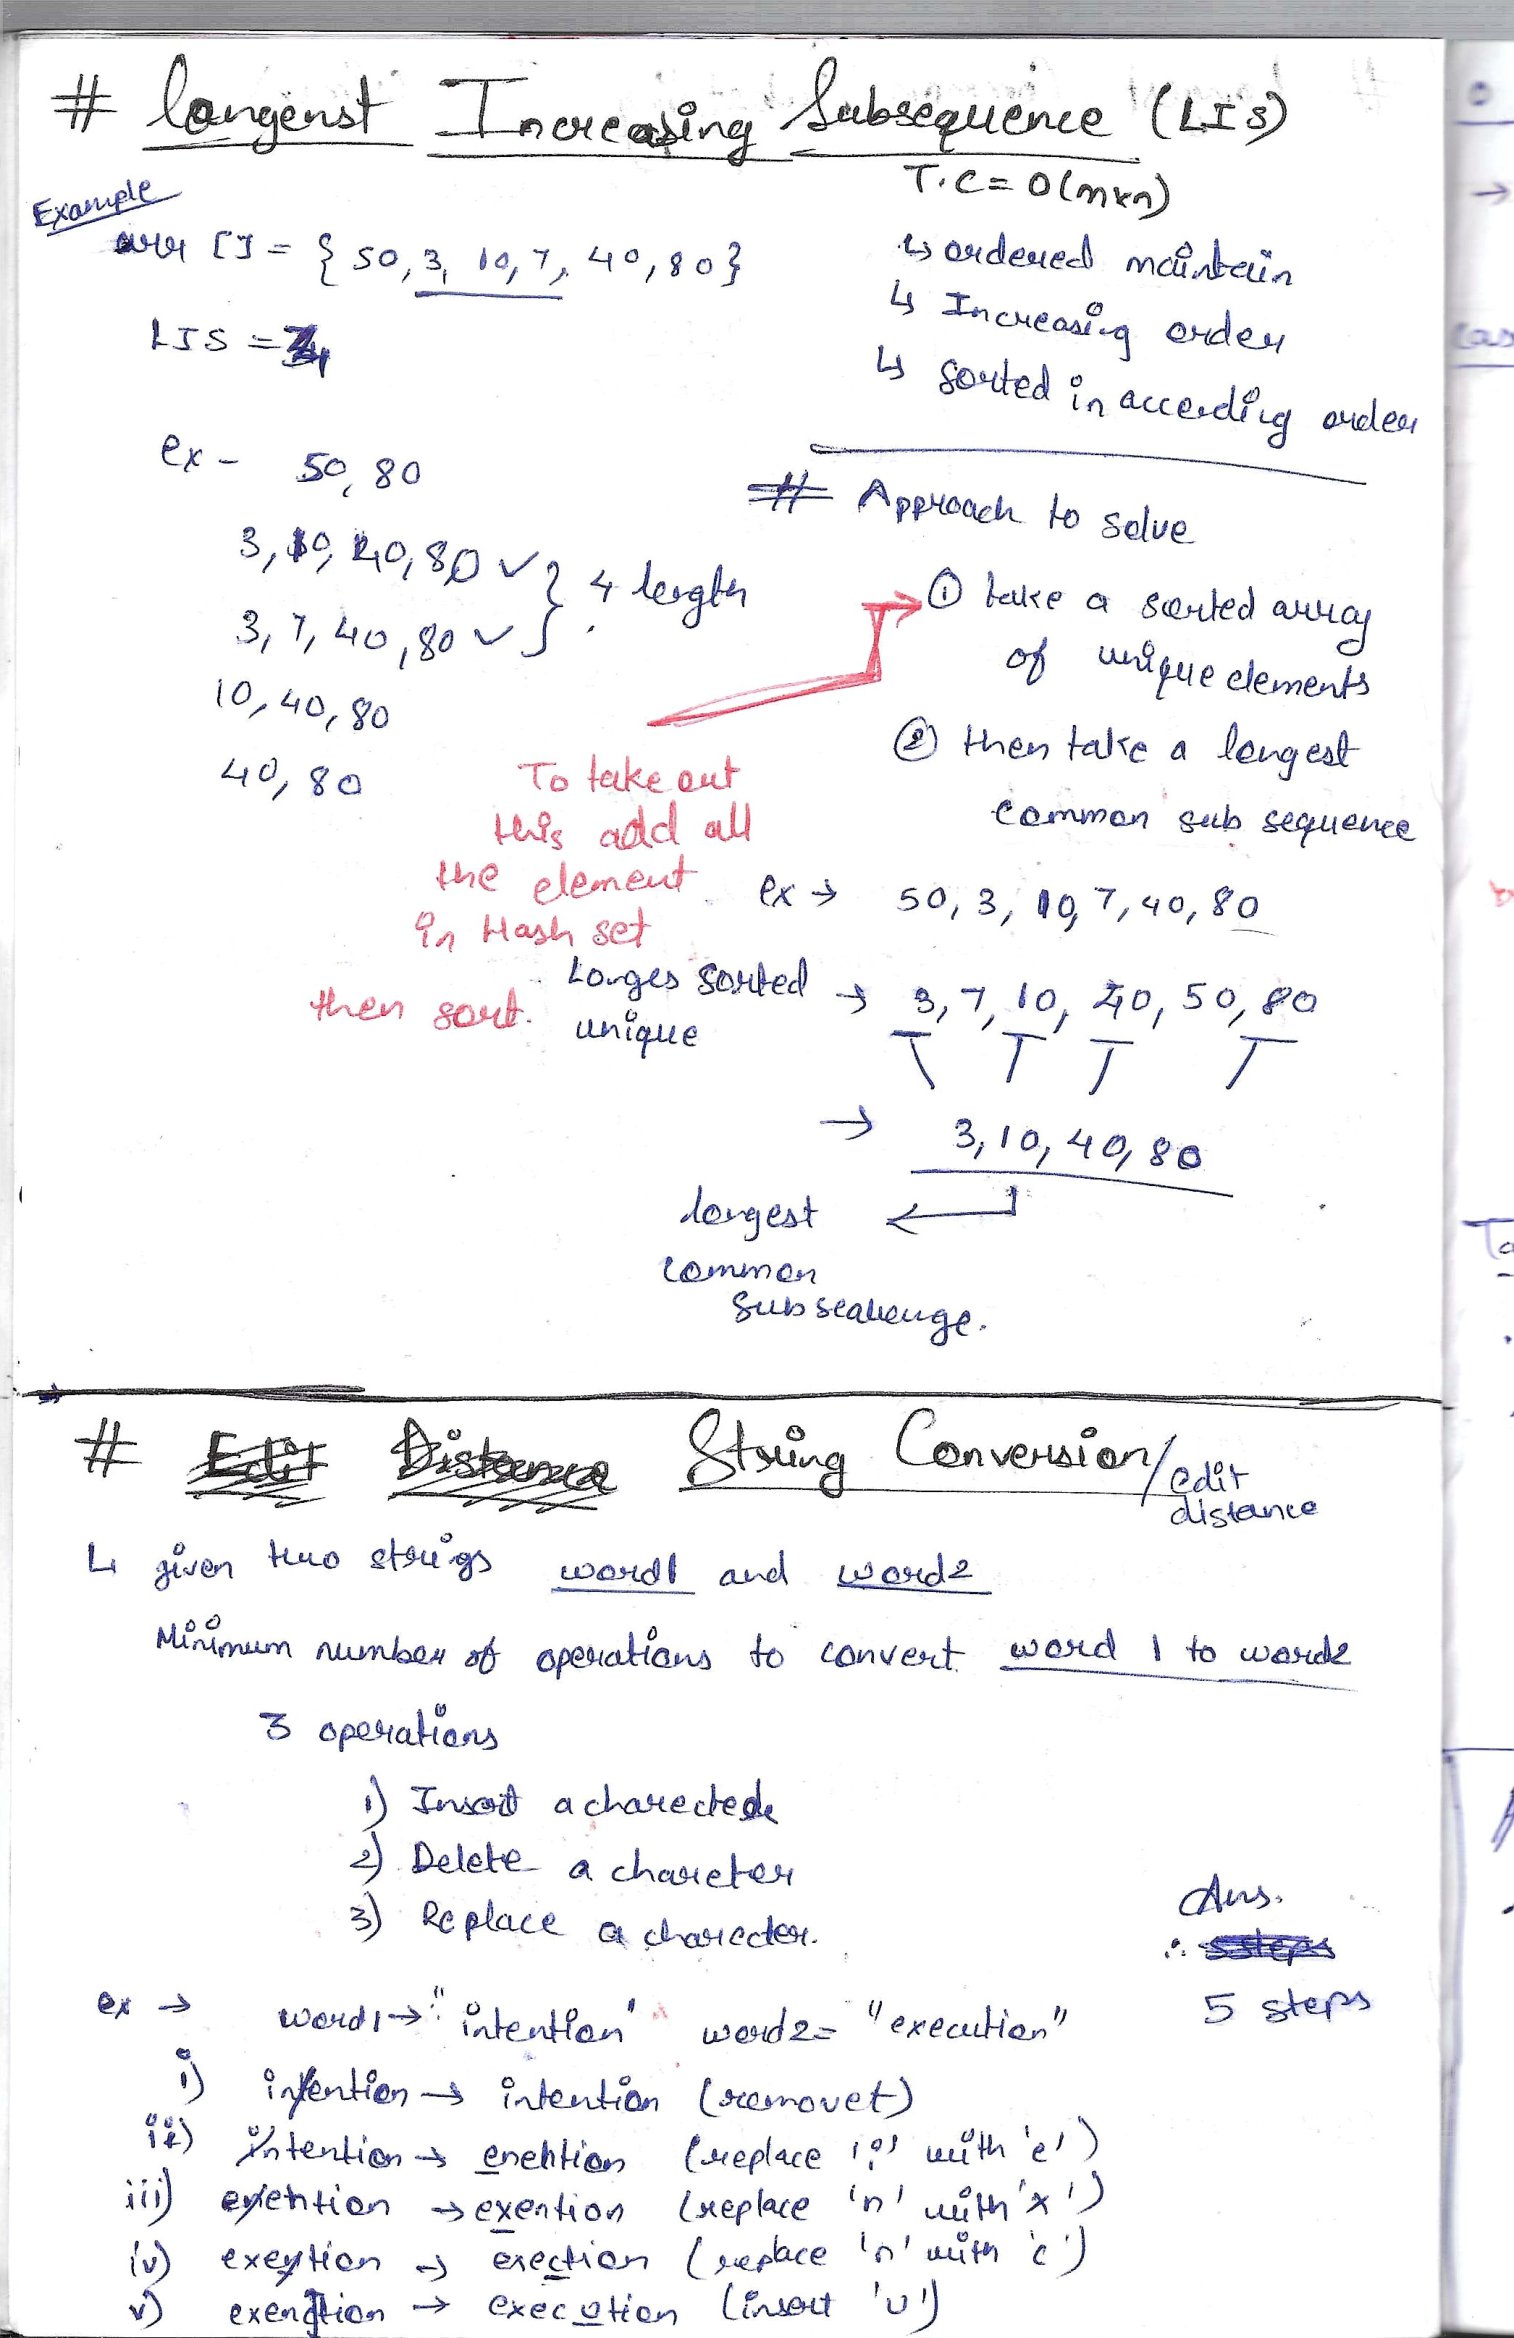 # Longenst Increasing Subsequence (LIS)
T.C = O(m×n)
Example
arr [] = { 50, 3, 10, 7, 40, 80}
↳ ordered maintain
↳ Increasing order
LIS = 4
↳ sorted in accerding order
ex - 50, 80
# Approach to solve
3, 10, 40, 80 ✓ } 4 length
3, 7, 40, 80 ✓
① take a sorted array
of unique elements
10, 40, 80
② then take a longest
40, 80
common sub sequence
To take out
this add all
the element
in Hash set
then sort.
ex → 50, 3, 10, 7, 40, 80
Longes sorted → 3, 7, 10, 40, 50, 80
unique
→ 3, 10, 40, 80
longest
common
subseauenge.
# Edit Distance String Conversion/ edit
distance
↳ given two strings word1 and word2
Minimum number of operations to convert word 1 to word2
3 operations
1) Insert a charecter
2) Delete a charcter
3) Replace a charecter.
Ans.
∴ 5 steps
5 steps
ex → word1 → "intention" word2 = "execution"
i) intention → intention (remove t)
ii) intention → enention (replace 'i' with 'e')
iii) enention → exention (replace 'n' with 'x')
iv) exention → exection (replace 'n' with 'c')
v) exenction → execution (insert 'u')